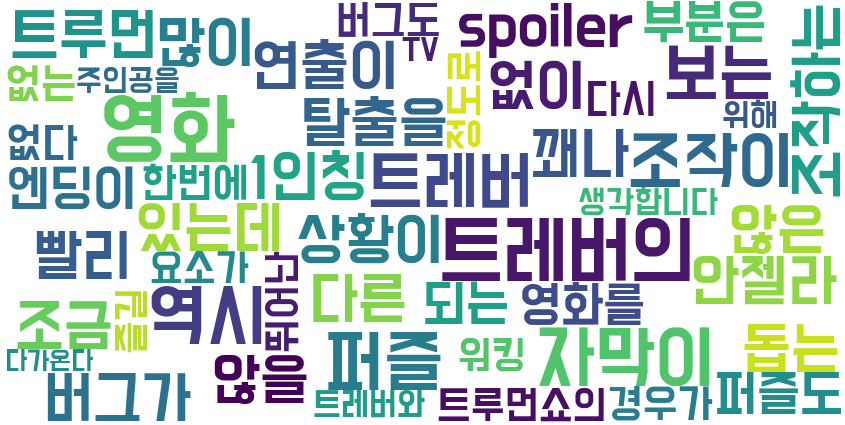 트루먼 많이 버그도 spoiler 부분은 조작하는
없는 주인공을 연출이 TV 정도로 없이 다시 보는
영화 탈출을 위해
없다 꽤나 조작이
엔딩이 한번에 1인칭 트레버 생각합니다
있는데 상황이 트레버의 않은
빨리 요소가 벗어난 안젤라
조금 즐길 역시 다른 되는 영화를
다가온다 퍼즐 워킹 자막이 돕는
버그가 않을 트레버와 트루먼쇼의 경우가 퍼즐도